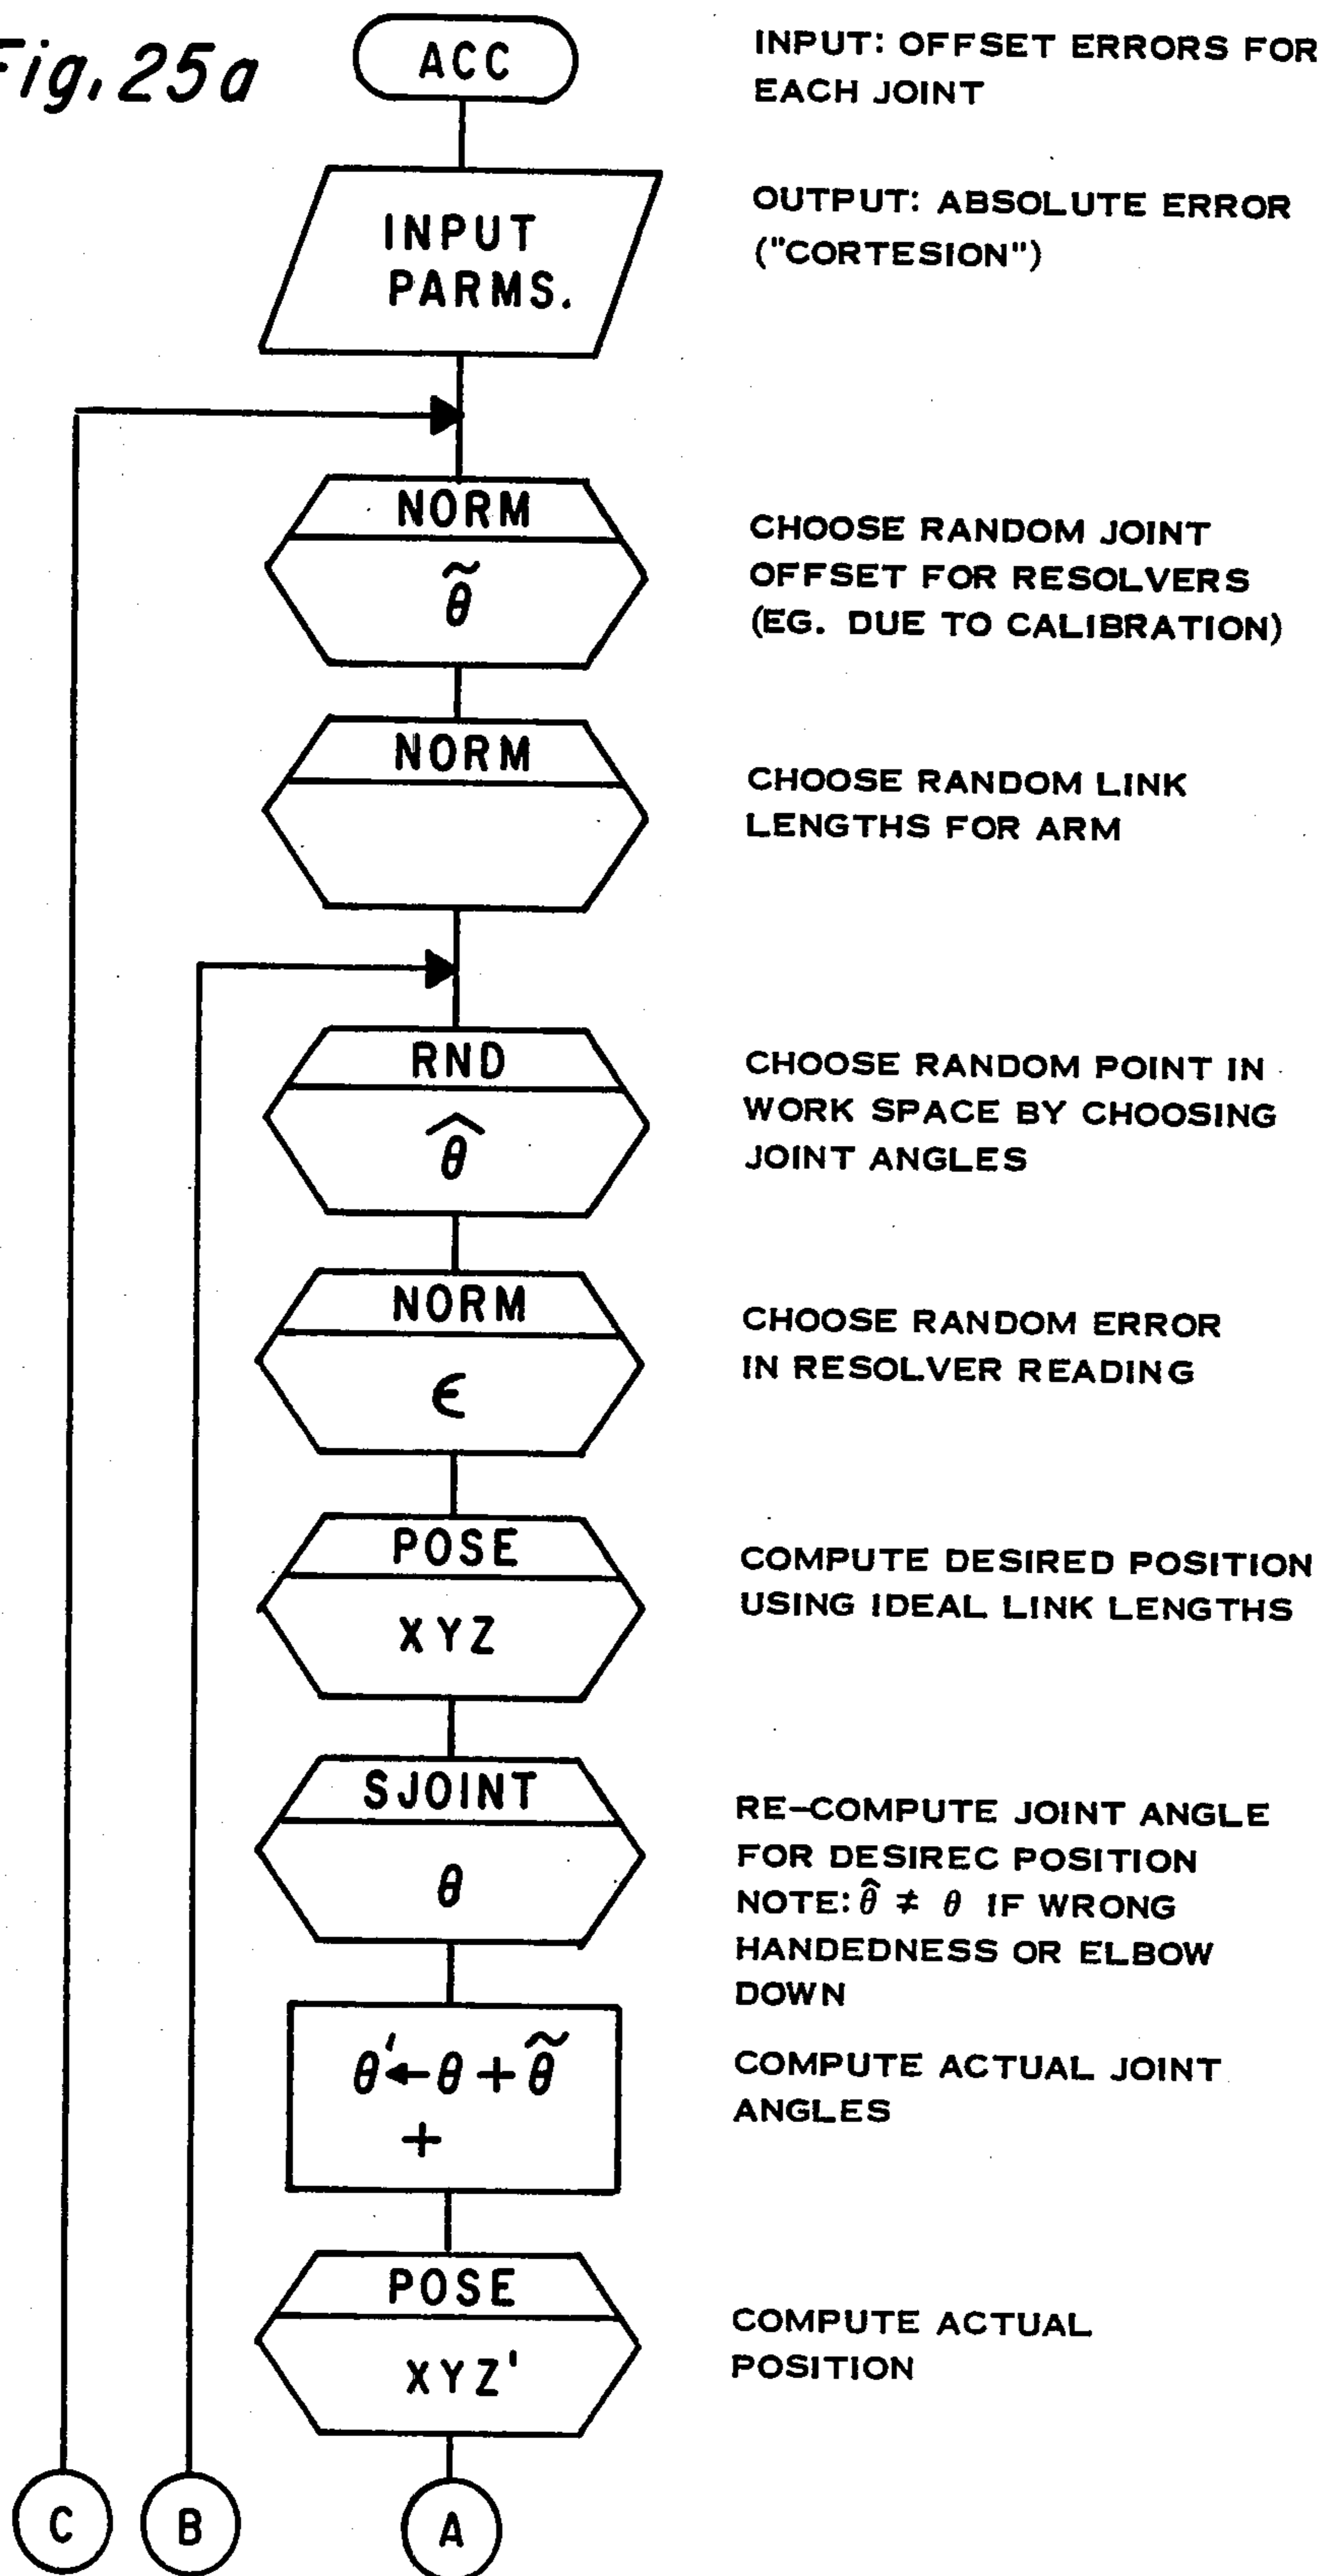 Fig. 25a
ACC
INPUT: OFFSET ERRORS FOR
EACH JOINT
INPUT
PARMS.
OUTPUT: ABSOLUTE ERROR
("CORTESION")
NORM
θ̃
CHOOSE RANDOM JOINT
OFFSET FOR RESOLVERS
(EG. DUE TO CALIBRATION)
NORM
CHOOSE RANDOM LINK
LENGTHS FOR ARM
RND
θ̂
CHOOSE RANDOM POINT IN
WORK SPACE BY CHOOSING
JOINT ANGLES
NORM
ϵ
CHOOSE RANDOM ERROR
IN RESOLVER READING
POSE
XYZ
COMPUTE DESIRED POSITION
USING IDEAL LINK LENGTHS
SJOINT
θ
RE-COMPUTE JOINT ANGLE
FOR DESIREC POSITION
NOTE: θ̂ ≠ θ IF WRONG
HANDEDNESS OR ELBOW
DOWN
θ′←θ + θ̃
+
COMPUTE ACTUAL JOINT
ANGLES
POSE
XYZ'
COMPUTE ACTUAL
POSITION
C
B
A